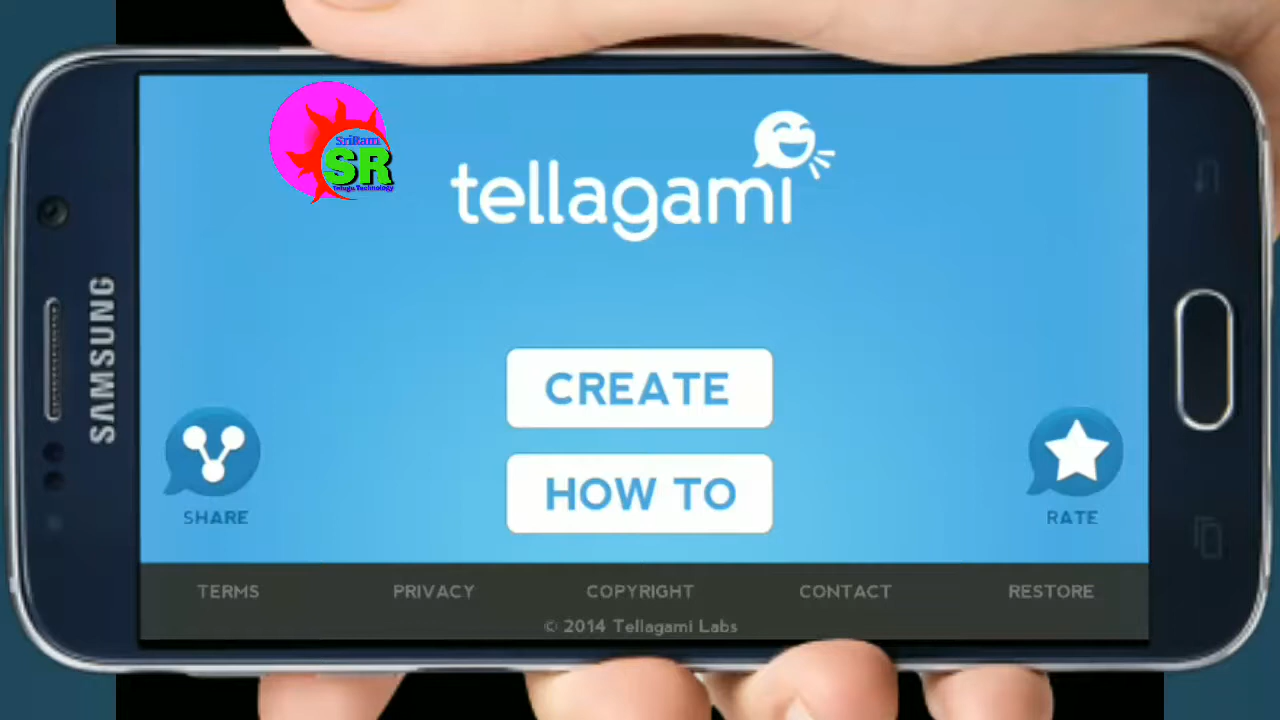 SAMSUNG
SriRam
SR
Telugu Technology
tellagami
CREATE
HOW TO
SHARE
RATE
TERMS
PRIVACY
COPYRIGHT
CONTACT
RESTORE
© 2014 Tellagami Labs